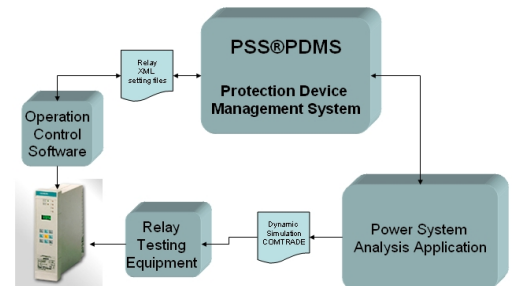 PSS®PDMS
Protection Device
Management System
Relay
XML
setting files
Operation
Control
Software
Relay
Testing
Equipment
Dynamic
Simulation
COMTRADE
Power System
Analysis Application